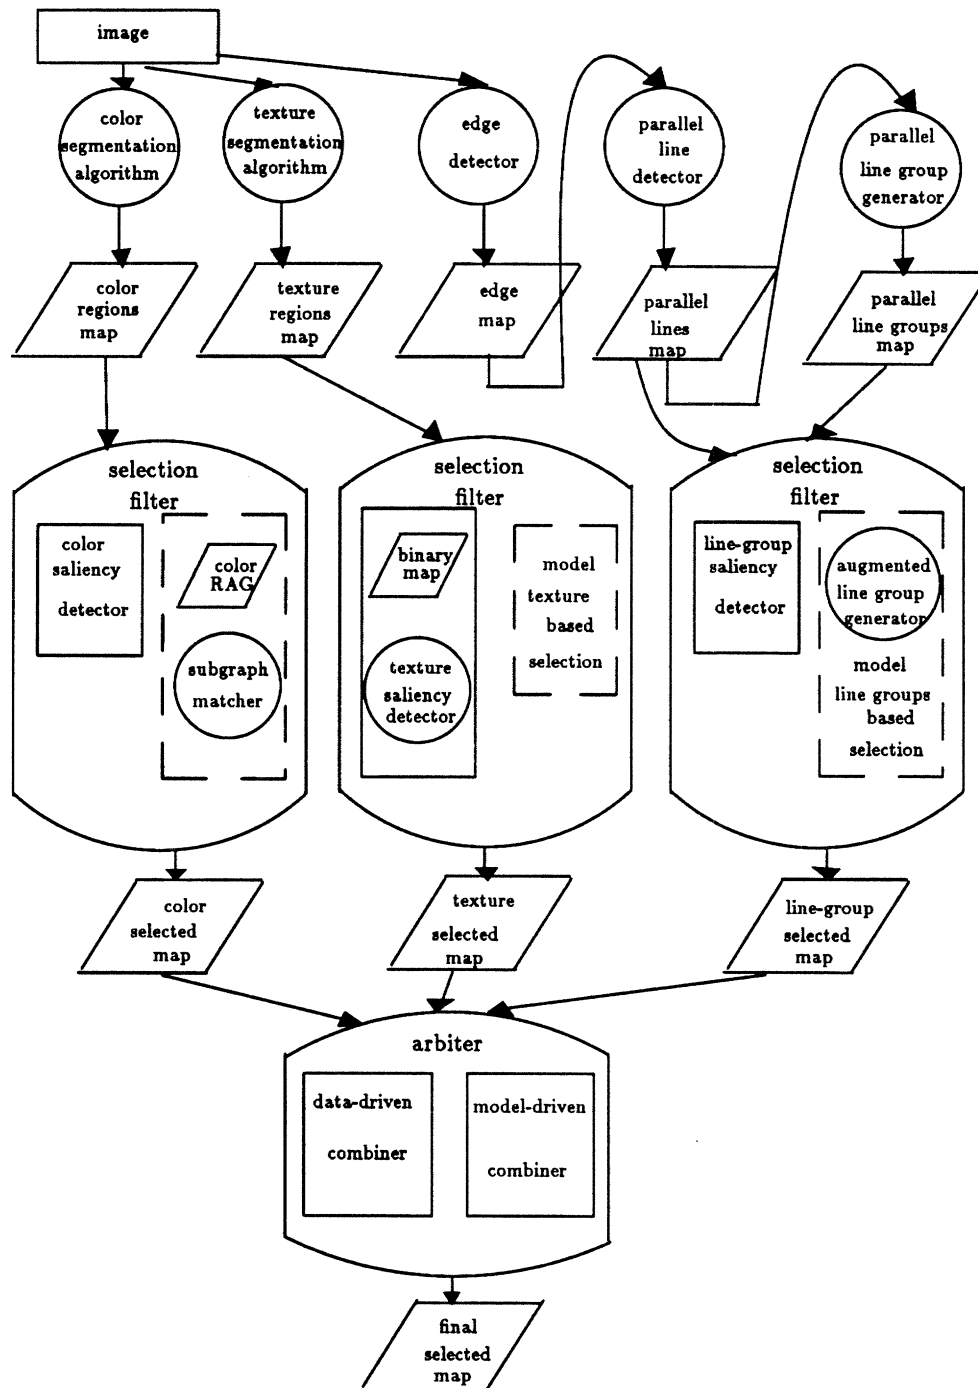 image
color
segmentation
algorithm
texture
segmentation
algorithm
edge
detector
parallel
line
detector
parallel
line group
generator
color
regions
map
texture
regions
map
edge
map
parallel
lines
map
parallel
line groups
map
selection
filter
color
saliency
detector
color
RAG
subgraph
matcher
selection
filter
binary
map
texture
saliency
detector
model
texture
based
selection
selection
filter
line-group
saliency
detector
augmented
line group
generator
model
line groups
based
selection
color
selected
map
texture
selected
map
line-group
selected
map
arbiter
data-driven
combiner
model-driven
combiner
final
selected
map